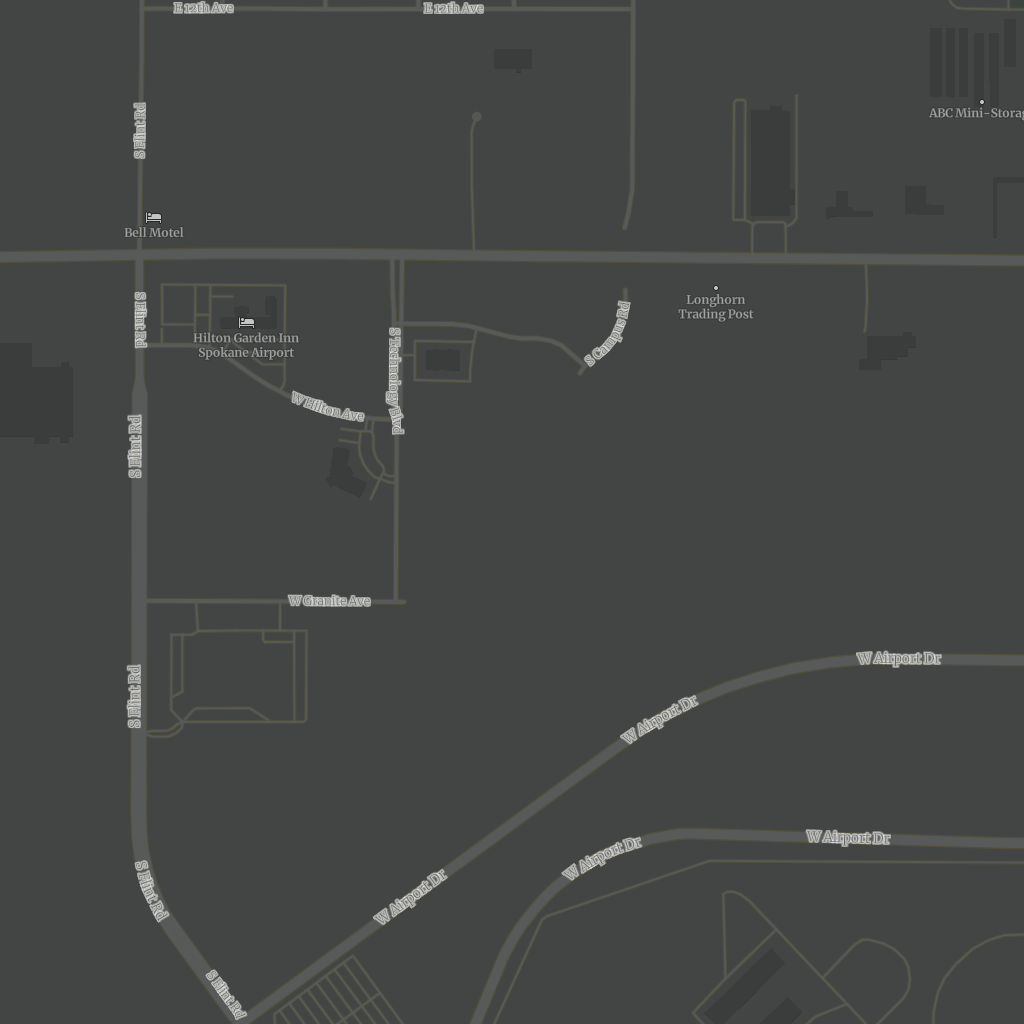 E 12th Ave
E 12th Ave
ABC Mini-Storag
S Flint Rd
Bell Motel
S Flint Rd
Longhorn
Trading Post
Hilton Garden Inn
Spokane Airport
S Campus Rd
S Technology Blvd
W Hilton Ave
S Flint Rd
W Granite Ave
W Airport Dr
S Flint Rd
W Airport Dr
W Airport Dr
W Airport Dr
S Flint Rd
W Airport Dr
S Flint Rd